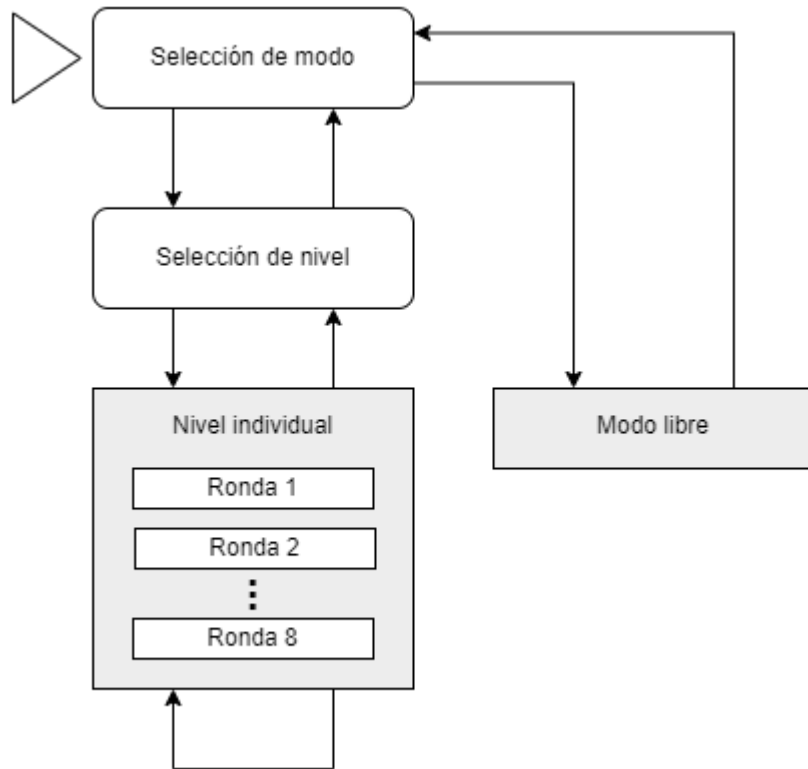 Selección de modo
Selección de nivel
Nivel individual
Modo libre
Ronda 1
Ronda 2
Ronda 8